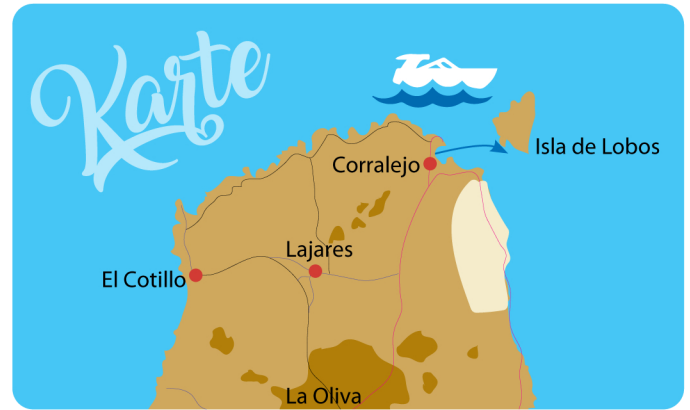 Karte
Isla de Lobos
Corralejo
Lajares
El Cotillo
La Oliva